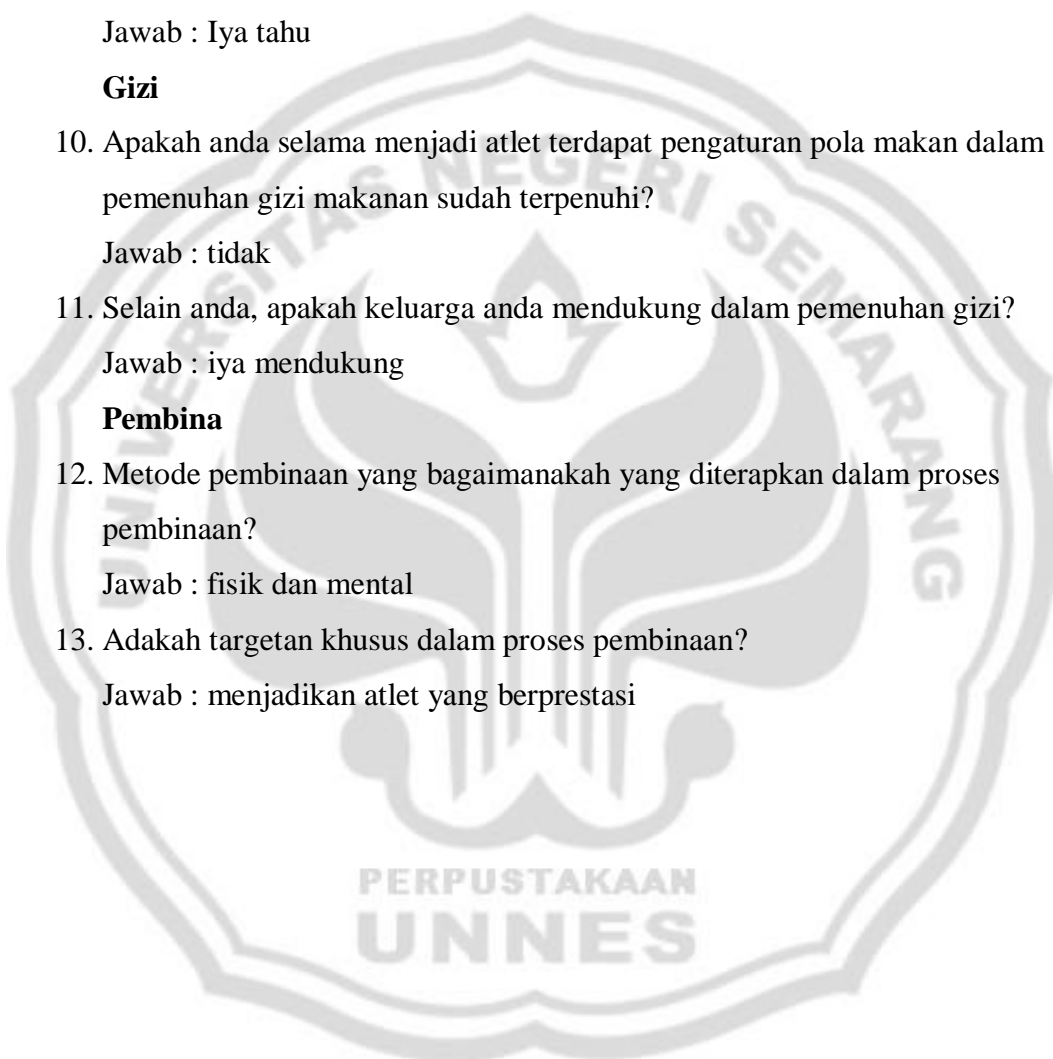 Jawab : Iya tahu
Gizi
10. Apakah anda selama menjadi atlet terdapat pengaturan pola makan dalam
pemenuhan gizi makanan sudah terpenuhi?
Jawab : tidak
11. Selain anda, apakah keluarga anda mendukung dalam pemenuhan gizi?
Jawab : iya mendukung
Pembina
12. Metode pembinaan yang bagaimanakah yang diterapkan dalam proses
pembinaan?
Jawab : fisik dan mental
13. Adakah targetan khusus dalam proses pembinaan?
Jawab : menjadikan atlet yang berprestasi
UNIVERSITAS NEGERI SEMARANG
PERPUSTAKAAN
UNNES